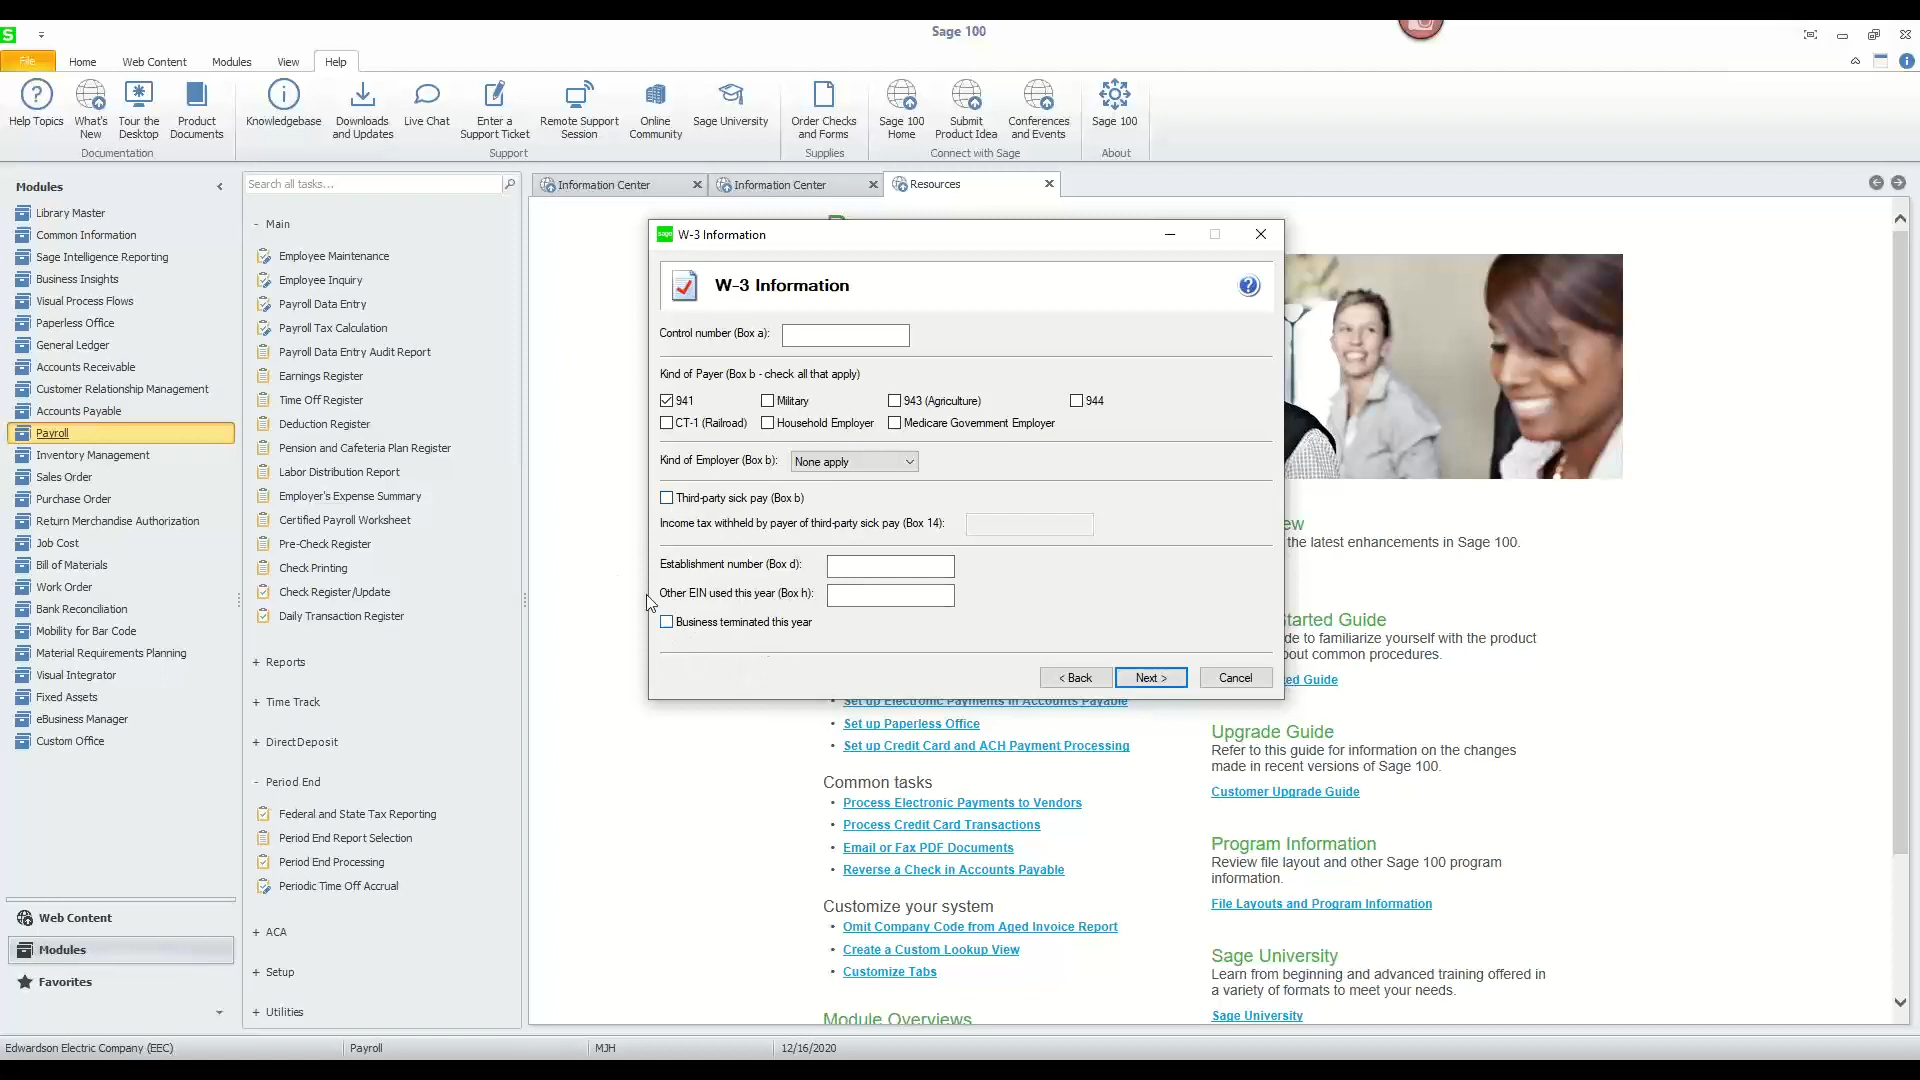 Sage 100
S
File
Home
Web Content
Modules
View
Help
Help Topics
What's New
Tour the Desktop
Product Documents
Documentation
Knowledgebase
Downloads and Updates
Live Chat
Enter a Support Ticket
Remote Support Session
Online Community
Sage University
Support
Order Checks and Forms
Supplies
Sage 100 Home
Submit Product Idea
Conferences and Events
Connect with Sage
Sage 100
About
Modules
Library Master
Common Information
Sage Intelligence Reporting
Business Insights
Visual Process Flows
Paperless Office
General Ledger
Accounts Receivable
Customer Relationship Management
Accounts Payable
Payroll
Inventory Management
Sales Order
Purchase Order
Return Merchandise Authorization
Job Cost
Bill of Materials
Work Order
Bank Reconciliation
Mobility for Bar Code
Material Requirements Planning
Visual Integrator
Fixed Assets
eBusiness Manager
Custom Office
Web Content
Modules
Favorites
Search all tasks...
- Main
Employee Maintenance
Employee Inquiry
Payroll Data Entry
Payroll Tax Calculation
Payroll Data Entry Audit Report
Earnings Register
Time Off Register
Deduction Register
Pension and Cafeteria Plan Register
Labor Distribution Report
Employer's Expense Summary
Certified Payroll Worksheet
Pre-Check Register
Check Printing
Check Register/Update
Daily Transaction Register
+ Reports
+ Time Track
+ DirectDeposit
- Period End
Federal and State Tax Reporting
Period End Report Selection
Period End Processing
Periodic Time Off Accrual
+ ACA
+ Setup
+ Utilities
Information Center
Information Center
Resources
sage W-3 Information
W-3 Information
Control number (Box a):
Kind of Payer (Box b - check all that apply)
941
Military
943 (Agriculture)
944
CT-1 (Railroad)
Household Employer
Medicare Government Employer
Kind of Employer (Box b):
None apply
Third-party sick pay (Box b)
Income tax withheld by payer of third-party sick pay (Box 14):
Establishment number (Box d):
Other EIN used this year (Box h):
Business terminated this year
< Back
Next >
Cancel
Set up Electronic Payments in Accounts Payable
Set up Paperless Office
Set up Credit Card and ACH Payment Processing
Common tasks
Process Electronic Payments to Vendors
Process Credit Card Transactions
Email or Fax PDF Documents
Reverse a Check in Accounts Payable
Customize your system
Omit Company Code from Aged Invoice Report
Create a Custom Lookup View
Customize Tabs
Module Overviews
ew
the latest enhancements in Sage 100.
tarted Guide
de to familiarize yourself with the product
out common procedures.
ed Guide
Upgrade Guide
Refer to this guide for information on the changes
made in recent versions of Sage 100.
Customer Upgrade Guide
Program Information
Review file layout and other Sage 100 program
information.
File Layouts and Program Information
Sage University
Learn from beginning and advanced training offered in
a variety of formats to meet your needs.
Sage University
Edwardson Electric Company (EEC)
Payroll
MJH
12/16/2020